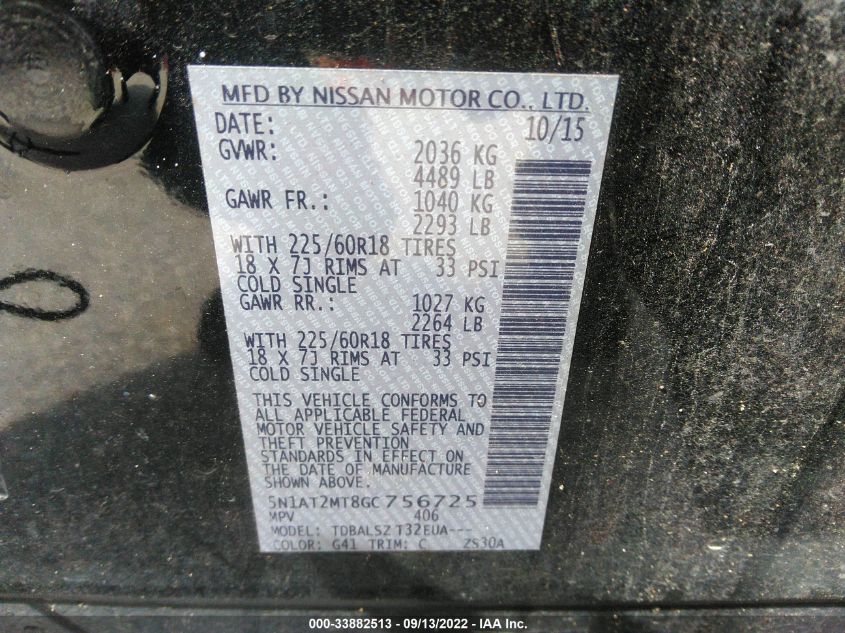 MFD BY NISSAN MOTOR CO., LTD.
DATE: 10/15
GVWR: 2036 KG
4489 LB
GAWR FR.: 1040 KG
2293 LB
WITH 225/60R18 TIRES
18 X 7J RIMS AT 33 PSI
COLD SINGLE
GAWR RR.: 1027 KG
2264 LB
WITH 225/60R18 TIRES
18 X 7J RIMS AT 33 PSI
COLD SINGLE
THIS VEHICLE CONFORMS TO
ALL APPLICABLE FEDERAL
MOTOR VEHICLE SAFETY AND
THEFT PREVENTION
STANDARDS IN EFFECT ON
THE DATE OF MANUFACTURE
SHOWN ABOVE.
5N1AT2MT8GC756725
MPV 406
MODEL: TDBALSZ T32EUA---
COLOR: G41 TRIM: C ZS30A
000-33882513 - 09/13/2022 - IAA, Inc.